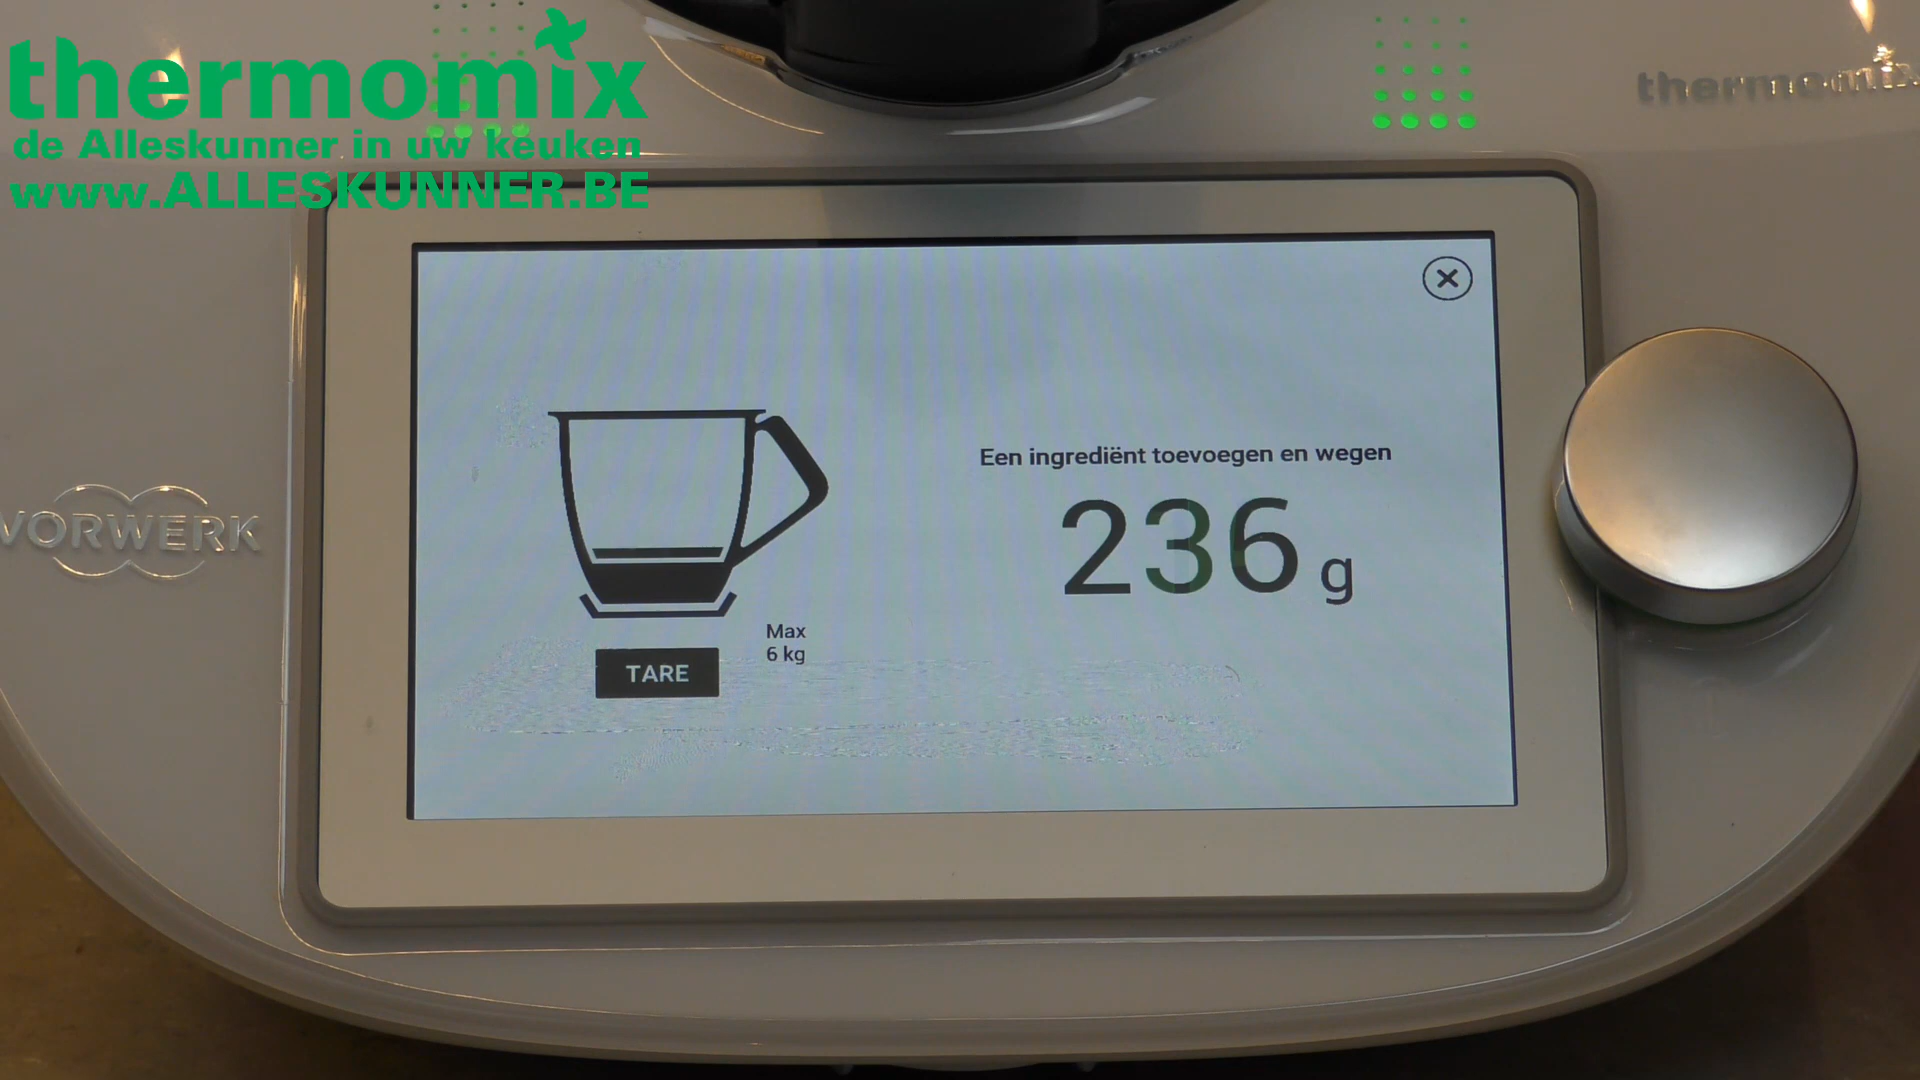 thermomix
de Alleskunner in uw keuken
www.ALLESKUNNER.BE
thermomix
VORWERK
Een ingrediënt toevoegen en wegen
236 g
Max
6 kg
TARE